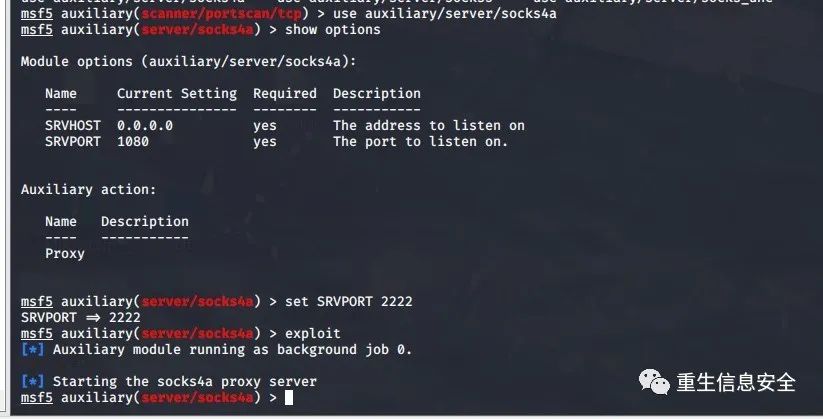 msf5 auxiliary(scanner/portscan/tcp) > use auxiliary/server/socks4a
msf5 auxiliary(server/socks4a) > show options
Module options (auxiliary/server/socks4a):
Name     Current Setting  Required  Description
----     ---------------  --------  -----------
SRVHOST  0.0.0.0          yes       The address to listen on
SRVPORT  1080             yes       The port to listen on.
Auxiliary action:
Name   Description
----   -----------
Proxy
msf5 auxiliary(server/socks4a) > set SRVPORT 2222
SRVPORT => 2222
msf5 auxiliary(server/socks4a) > exploit
[*] Auxiliary module running as background job 0.
[*] Starting the socks4a proxy server
msf5 auxiliary(server/socks4a) >
重生信息安全